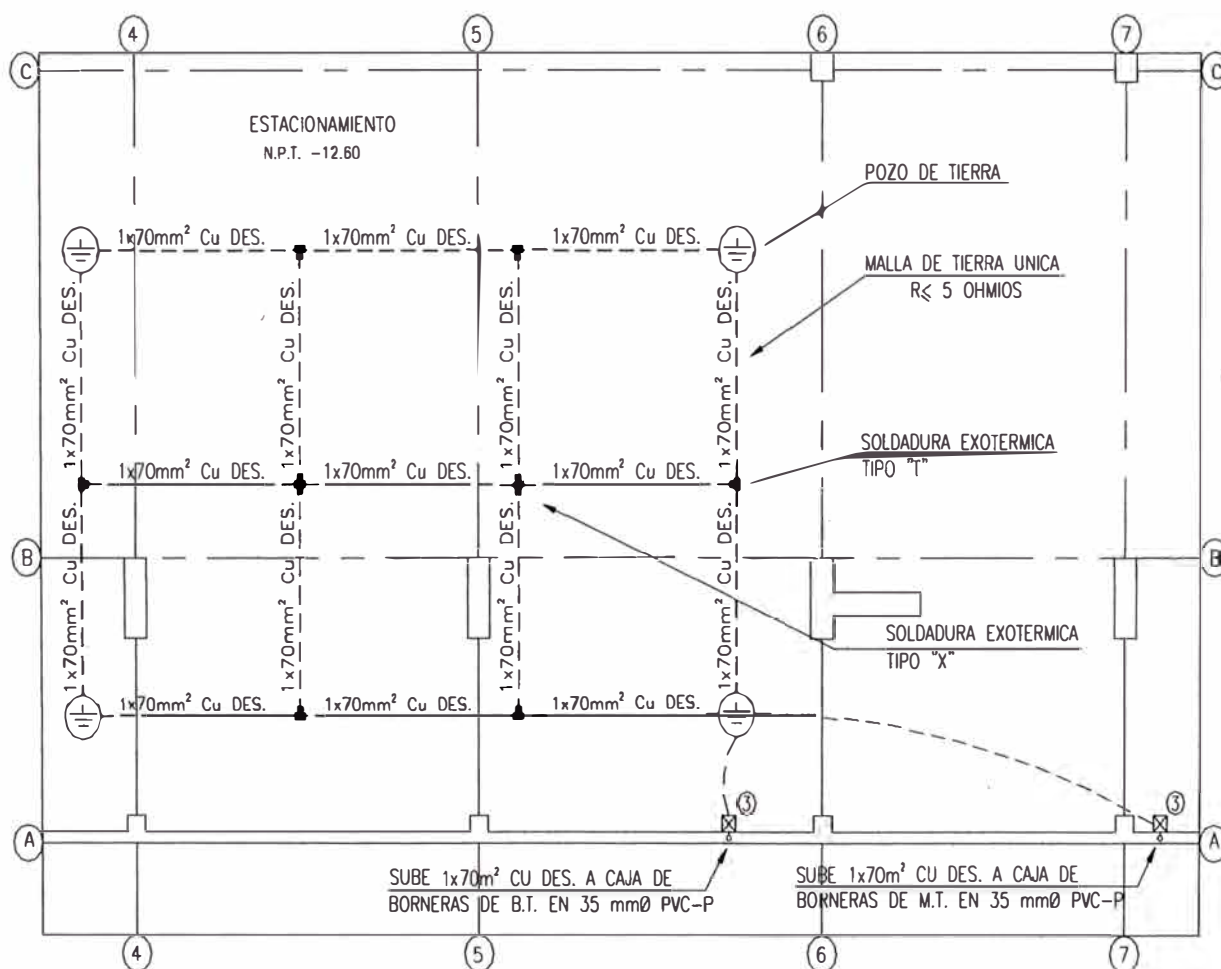 4 5 6 7
C C
ESTACIONAMIENTO
N.P.T. -12.60
POZO DE TIERRA
1x70mm² Cu DES. 1x70mm² Cu DES. 1x70mm² Cu DES.
MALLA DE TIERRA UNICA
R⩽ 5 OHMIOS
1x70mm² Cu DES. 1x70mm² Cu DES. 1x70mm² Cu DES. 1x70mm² Cu DES.
SOLDADURA EXOTERMICA
TIPO "T"
1x70mm² Cu DES. 1x70mm² Cu DES. 1x70mm² Cu DES.
B B
1x70mm² Cu DES. 1x70mm² Cu DES. 1x70mm² Cu DES. 1x70mm² Cu DES.
SOLDADURA EXOTERMICA
TIPO "X"
1x70mm² Cu DES. 1x70mm² Cu DES. 1x70mm² Cu DES.
3 3
A A
SUBE 1x70m² CU DES. A CAJA DE
BORNERAS DE B.T. EN 35 mmØ PVC-P
SUBE 1x70m² CU DES. A CAJA DE
BORNERAS DE M.T. EN 35 mmØ PVC-P
4 5 6 7